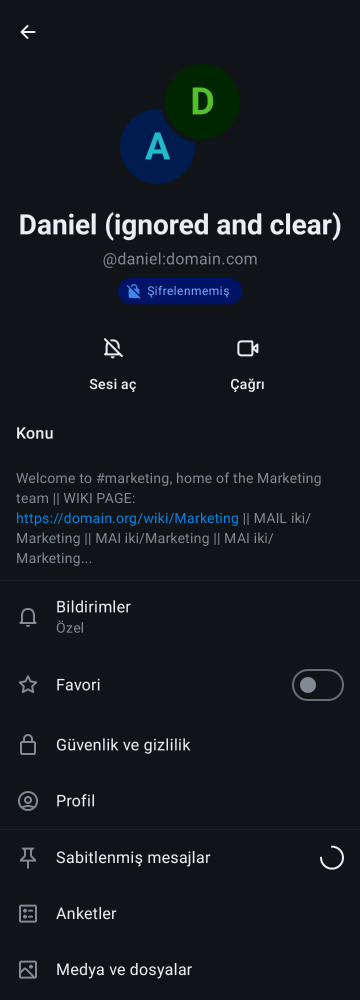 D
A
Daniel (ignored and clear)
@daniel:domain.com
Şifrelenmemiş
Sesi aç
Çağrı
Konu
Welcome to #marketing, home of the Marketing
team || WIKI PAGE:
https://domain.org/wiki/Marketing || MAIL iki/
Marketing || MAI iki/Marketing || MAI iki/
Marketing...
Bildirimler
Özel
Favori
Güvenlik ve gizlilik
Profil
Sabitlenmiş mesajlar
Anketler
Medya ve dosyalar